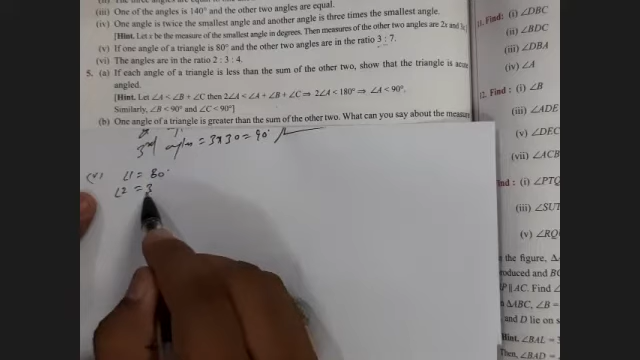 (iii) One of the angles is 140° and the other two angles are equal.
(iv) One angle is twice the smallest angle and another angle is three times the smallest angle.
[Hint. Let x be the measure of the smallest angle in degrees. Then measures of the other two angles are 2x and
(v) If one angle of a triangle is 80° and the other two angles are in the ratio 3 : 7.
(vi) The angles are in the ratio 2 : 3 : 4.
5. (a) If each angle of a triangle is less than the sum of the other two, show that the triangle is acute
angled.
[Hint. Let ∠A < ∠B + ∠C then 2∠A < ∠A + ∠B + ∠C ⇒ 2∠A < 180° ⇒ ∠A < 90°.
Similarly, ∠B < 90° and ∠C < 90°]
(b) One angle of a triangle is greater than the sum of the other two. What can you say about the measure
3rd angles = 3x30 = 90°
(v) ∠1 = 80°
∠2 = 3
11. Find: (i) ∠DBC
(ii) ∠BDC
(iii) ∠DBA
(iv) ∠A
12. Find : (i) ∠B
(iii) ∠ADE
(v) ∠DEC
(vii) ∠ACB
Find : (i) ∠PTQ
(iii) ∠SUT
(v) ∠RQ
the figure, Δ
produced and BC
∥ AC. Find ∠
ΔABC, ∠B =
and D lie on s
Hint. ∠BAL = 3
Then, ∠BAD =